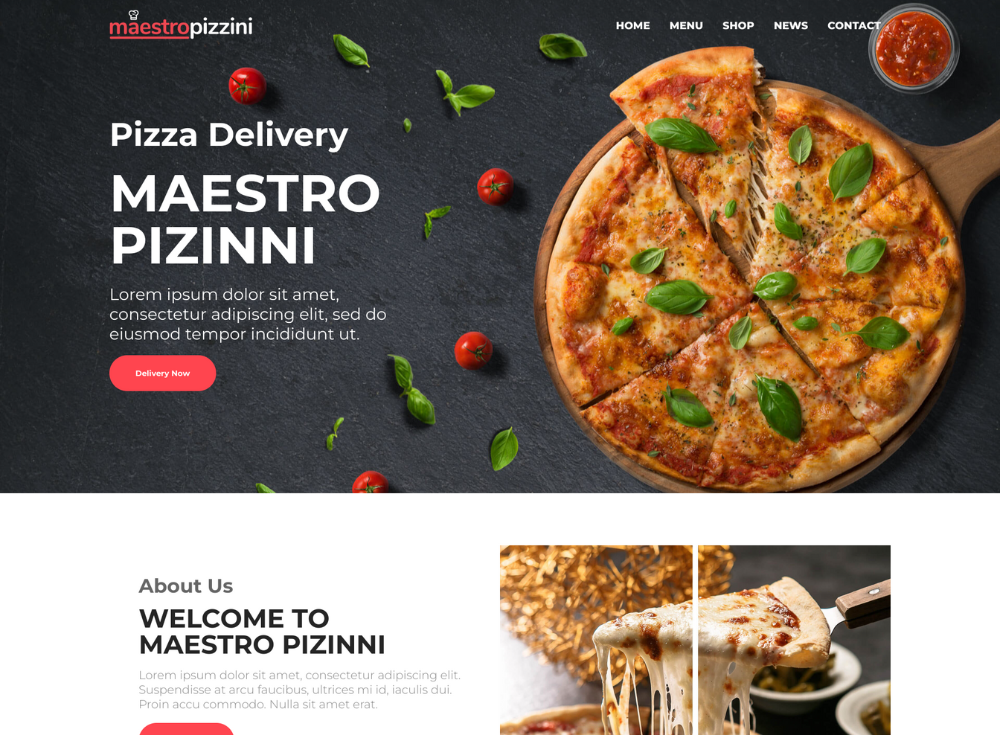 maestropizzini
HOME MENU SHOP NEWS CONTACT
Pizza Delivery
MAESTRO
PIZINNI
Lorem ipsum dolor sit amet,
consectetur adipiscing elit, sed do
eiusmod tempor incididunt ut.
Delivery Now
About Us
WELCOME TO
MAESTRO PIZINNI
Lorem ipsum dolor sit amet, consectetur adipiscing elit.
Suspendisse at arcu faucibus, ultrices mi id, iaculis dui.
Proin accu commodo. Nulla sit amet erat.